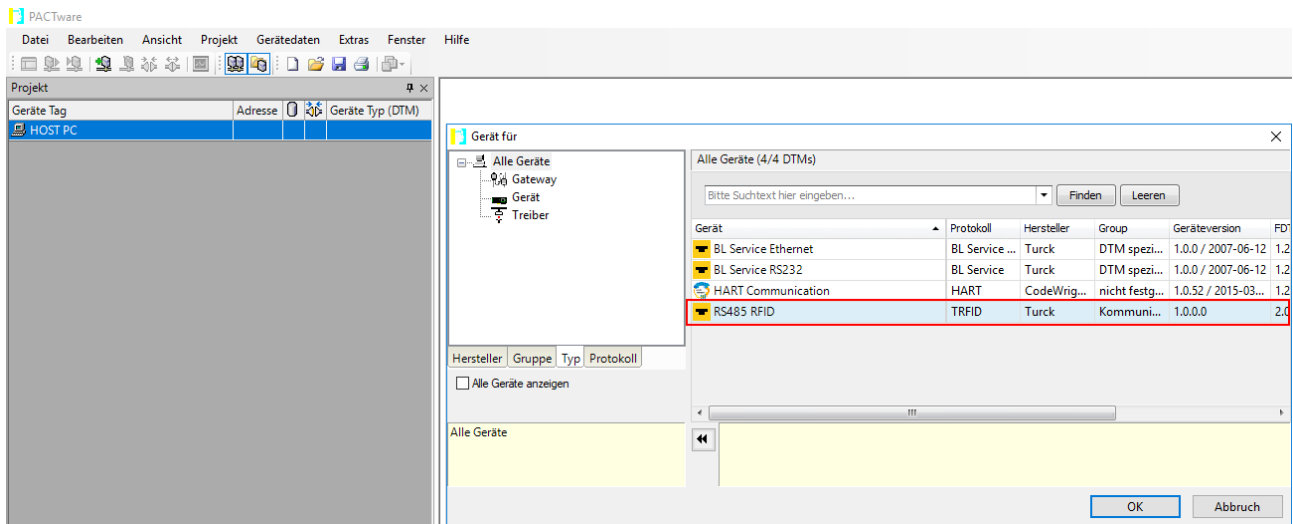 PACTware
Datei Bearbeiten Ansicht Projekt Gerätedaten Extras Fenster Hilfe
Projekt
Geräte Tag Adresse Geräte Typ (DTM)
HOST PC
Gerät für
Alle Geräte
Gateway
Gerät
Treiber
Hersteller Gruppe Typ Protokoll
Alle Geräte anzeigen
Alle Geräte
Alle Geräte (4/4 DTMs)
Bitte Suchtext hier eingeben... Finden Leeren
Gerät Protokoll Hersteller Group Geräteversion FDT
BL Service Ethernet BL Service ... Turck DTM spezi... 1.0.0 / 2007-06-12 1.2
BL Service RS232 BL Service Turck DTM spezi... 1.0.0 / 2007-06-12 1.2
HART Communication HART CodeWrig... nicht festg... 1.0.52 / 2015-03... 1.2
RS485 RFID TRFID Turck Kommuni... 1.0.0.0 2.0
OK Abbruch